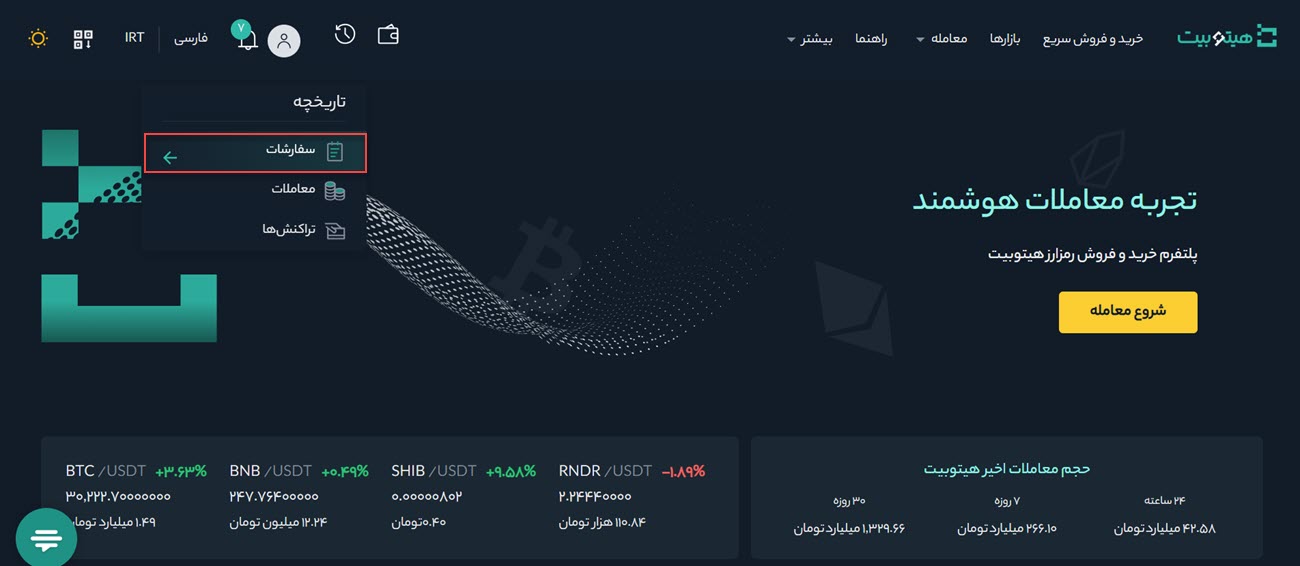 هیتوبیت
خرید و فروش سریع
بازارها
معامله
راهنما
بیشتر
۷
فارسی
IRT
تاریخچه
سفارشات
معاملات
تراکنش‌ها
تجربه معاملات هوشمند
پلتفرم خرید و فروش رمزارز هیتوبیت
شروع معامله
BTC /USDT +۳.۶۳%
۳۰,۲۲۲.۷۰۰۰۰۰۰۰
۱.۴۹ میلیارد تومان
BNB /USDT +۰.۴۹%
۲۴۷.۷۶۴۰۰۰۰۰
۱۲.۲۴ میلیون تومان
SHIB /USDT +۹.۵۸%
۰.۰۰۰۰۰۸۰۲
۰.۴۰تومان
RNDR /USDT -۱.۸۹%
۲.۲۴۴۴۰۰۰۰
۱۱۰.۸۴ هزار تومان
حجم معاملات اخیر هیتوبیت
۲۴ ساعته
۴۲.۵۸ میلیارد تومان
۷ روزه
۲۶۶.۱۰ میلیارد تومان
۳۰ روزه
۱,۳۲۹.۶۶ میلیارد تومان